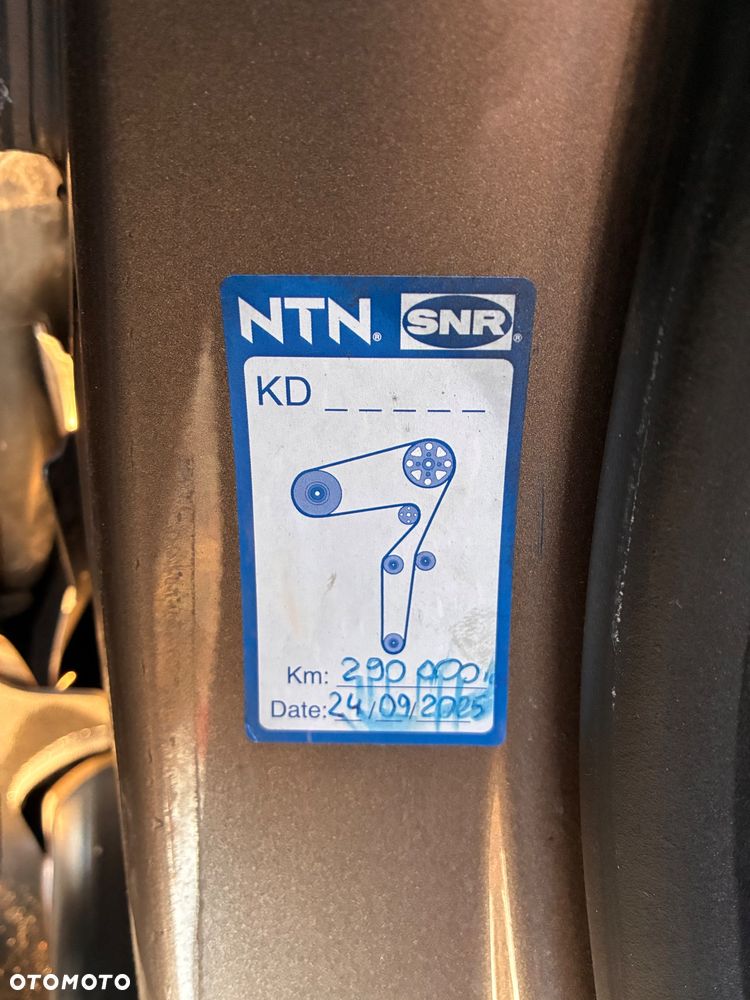 NTN® SNR®
KD _ _ _ _ _
Km: 290 000
Date: 24/09/2025
OTOMOTO